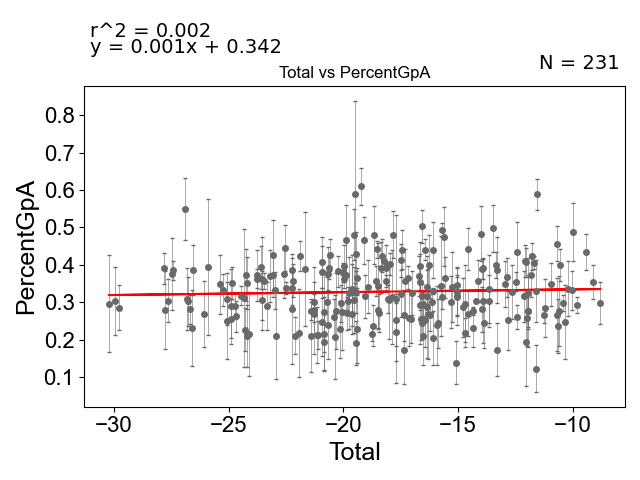 r^2 = 0.002
y = 0.001x + 0.342
N = 231
Total vs PercentGpA
PercentGpA
0.8
0.7
0.6
0.5
0.4
0.3
0.2
0.1
−30
−25
−20
−15
−10
Total